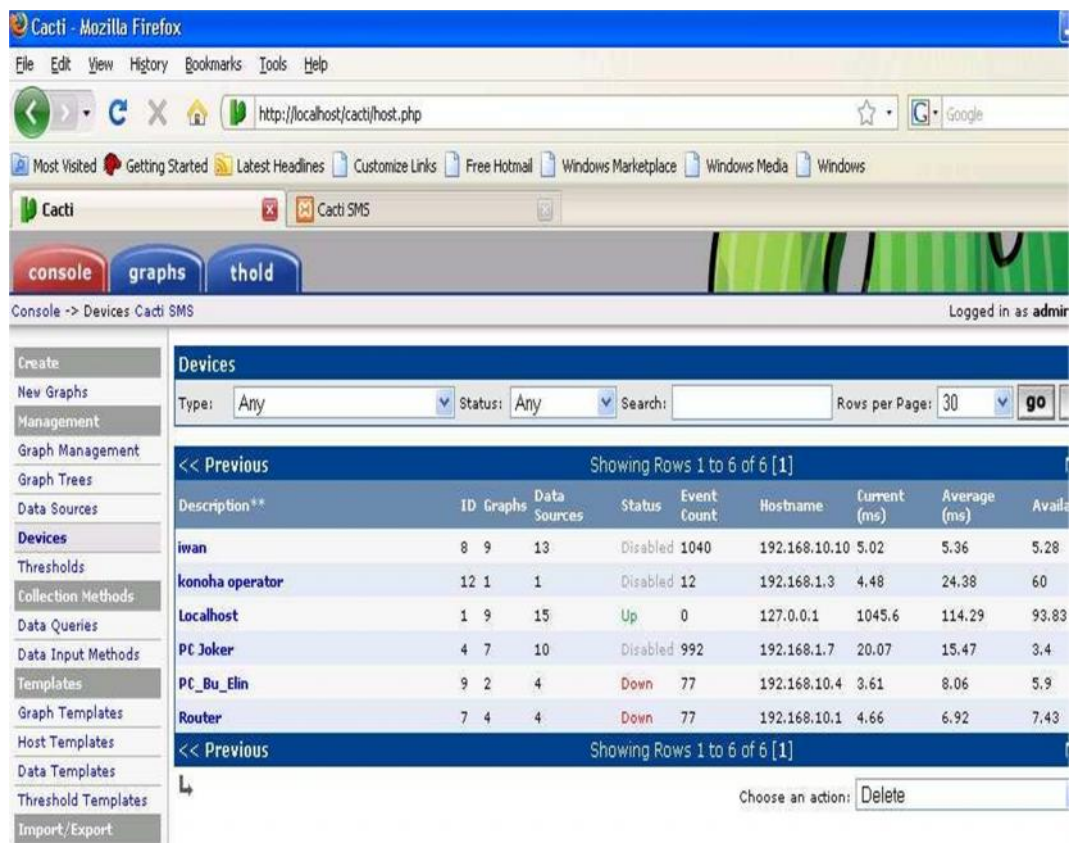 Cacti - Mozilla Firefox
File Edit View History Bookmarks Tools Help
http://localhost/cacti/host.php
Google
Most Visited Getting Started Latest Headlines Customize Links Free Hotmail Windows Marketplace Windows Media Windows
Cacti Cacti SMS
console graphs thold
Console -> Devices Cacti SMS Logged in as admin
Create
New Graphs
Management
Graph Management
Graph Trees
Data Sources
Devices
Thresholds
Collection Methods
Data Queries
Data Input Methods
Templates
Graph Templates
Host Templates
Data Templates
Threshold Templates
Import/Export
Devices
Type: Any Status: Any Search: Rows per Page: 30 go
<< Previous Showing Rows 1 to 6 of 6 [1]
Description** ID Graphs Data Sources Status Event Count Hostname Current (ms) Average (ms) Availa
iwan 8 9 13 Disabled 1040 192.168.10.10 5.02 5.36 5.28
konoha operator 12 1 1 Disabled 12 192.168.1.3 4.48 24.38 60
Localhost 1 9 15 Up 0 127.0.0.1 1045.6 114.29 93.83
PC Joker 4 7 10 Disabled 992 192.168.1.7 20.07 15.47 3.4
PC_Bu_Elin 9 2 4 Down 77 192.168.10.4 3.61 8.06 5.9
Router 7 4 4 Down 77 192.168.10.1 4.66 6.92 7.43
<< Previous Showing Rows 1 to 6 of 6 [1]
Choose an action: Delete